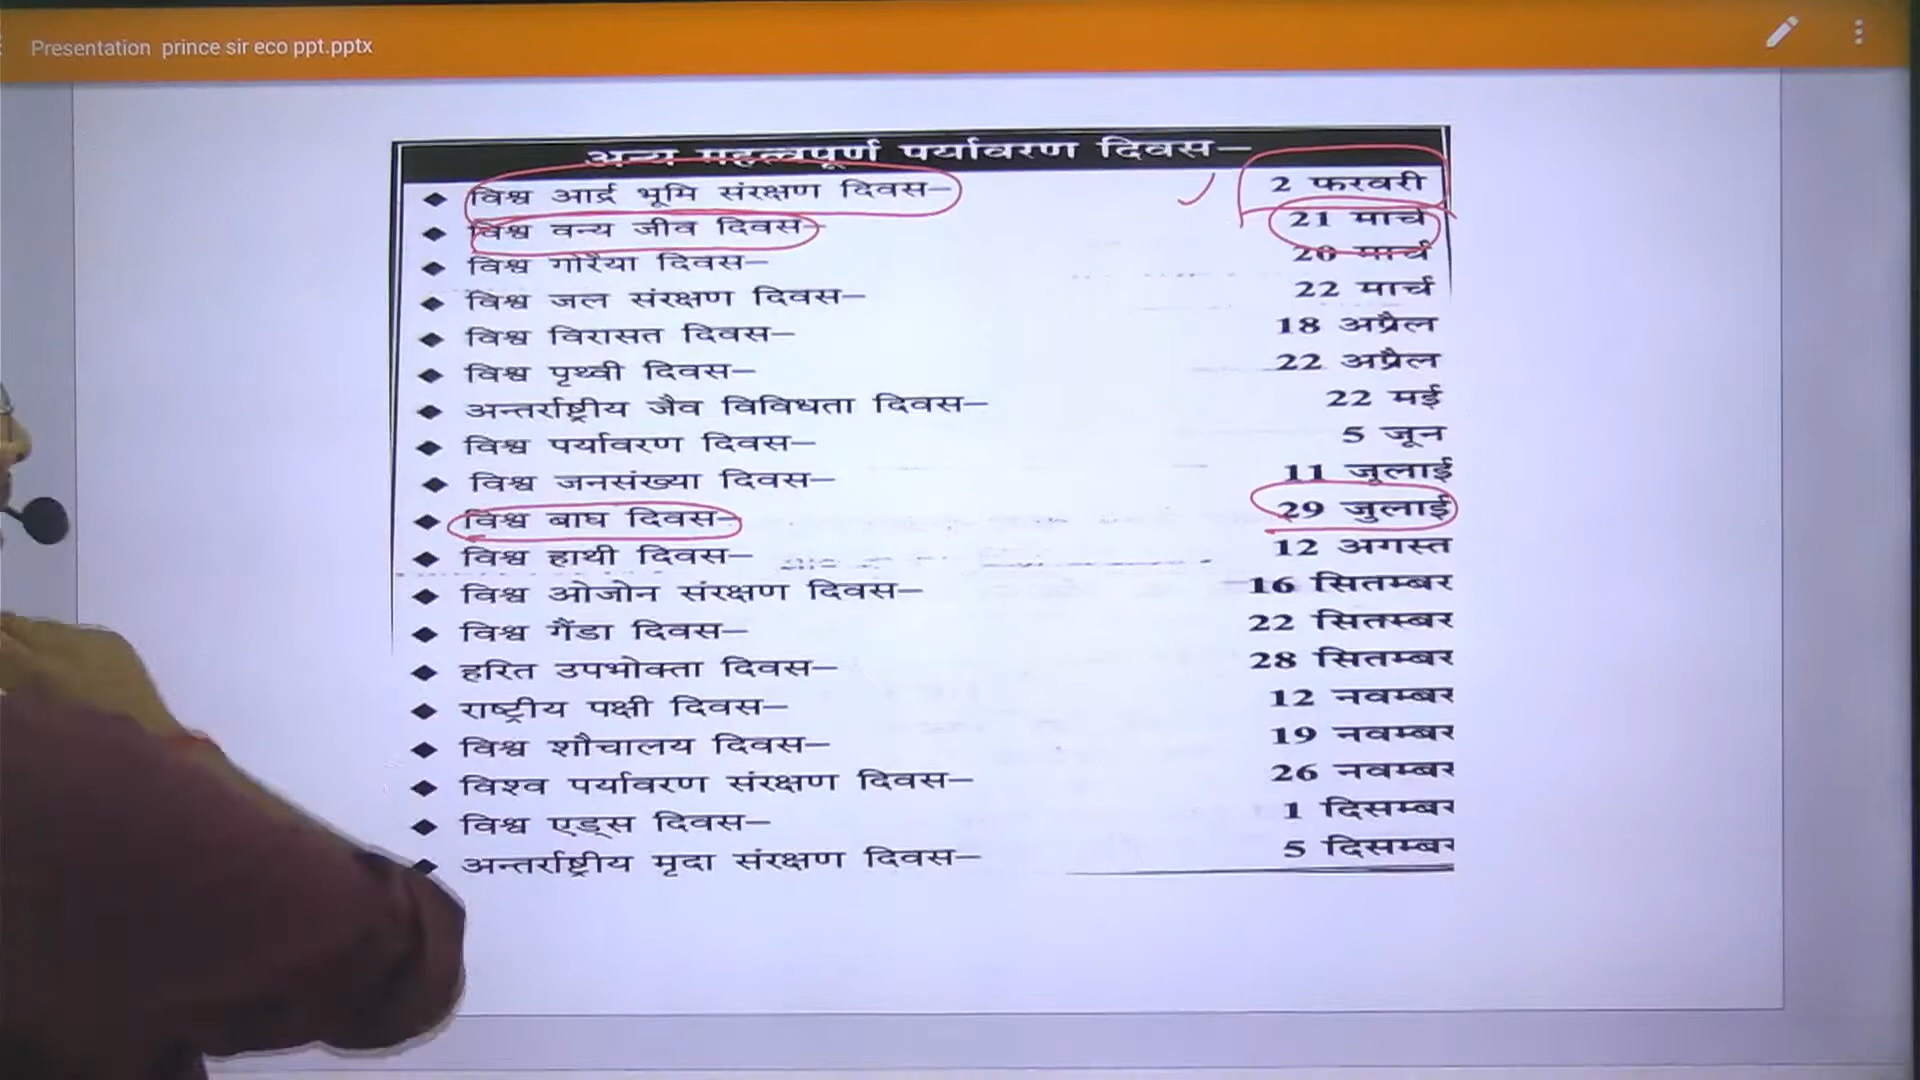 Presentation prince sir eco ppt.pptx
अन्य महत्वपूर्ण पर्यावरण दिवस–
◆ विश्व आर्द्र भूमि संरक्षण दिवस– 2 फरवरी
◆ विश्व वन्य जीव दिवस– 21 मार्च
◆ विश्व गौरैया दिवस– 20 मार्च
◆ विश्व जल संरक्षण दिवस– 22 मार्च
◆ विश्व विरासत दिवस– 18 अप्रैल
◆ विश्व पृथ्वी दिवस– 22 अप्रैल
◆ अन्तर्राष्ट्रीय जैव विविधता दिवस– 22 मई
◆ विश्व पर्यावरण दिवस– 5 जून
◆ विश्व जनसंख्या दिवस– 11 जुलाई
◆ विश्व बाघ दिवस– 29 जुलाई
◆ विश्व हाथी दिवस– 12 अगस्त
◆ विश्व ओजोन संरक्षण दिवस– 16 सितम्बर
◆ विश्व गैंडा दिवस– 22 सितम्बर
◆ हरित उपभोक्ता दिवस– 28 सितम्बर
◆ राष्ट्रीय पक्षी दिवस– 12 नवम्बर
◆ विश्व शौचालय दिवस– 19 नवम्बर
◆ विश्व पर्यावरण संरक्षण दिवस– 26 नवम्बर
◆ विश्व एड्स दिवस– 1 दिसम्बर
◆ अन्तर्राष्ट्रीय मृदा संरक्षण दिवस– 5 दिसम्बर